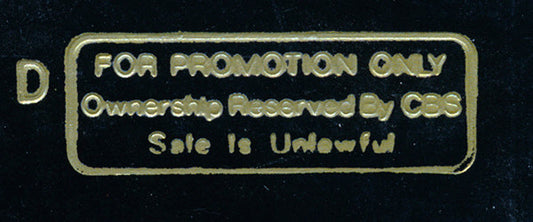 D
FOR PROMOTION ONLY
Ownership Reserved By CBS
Sale Is Unlawful